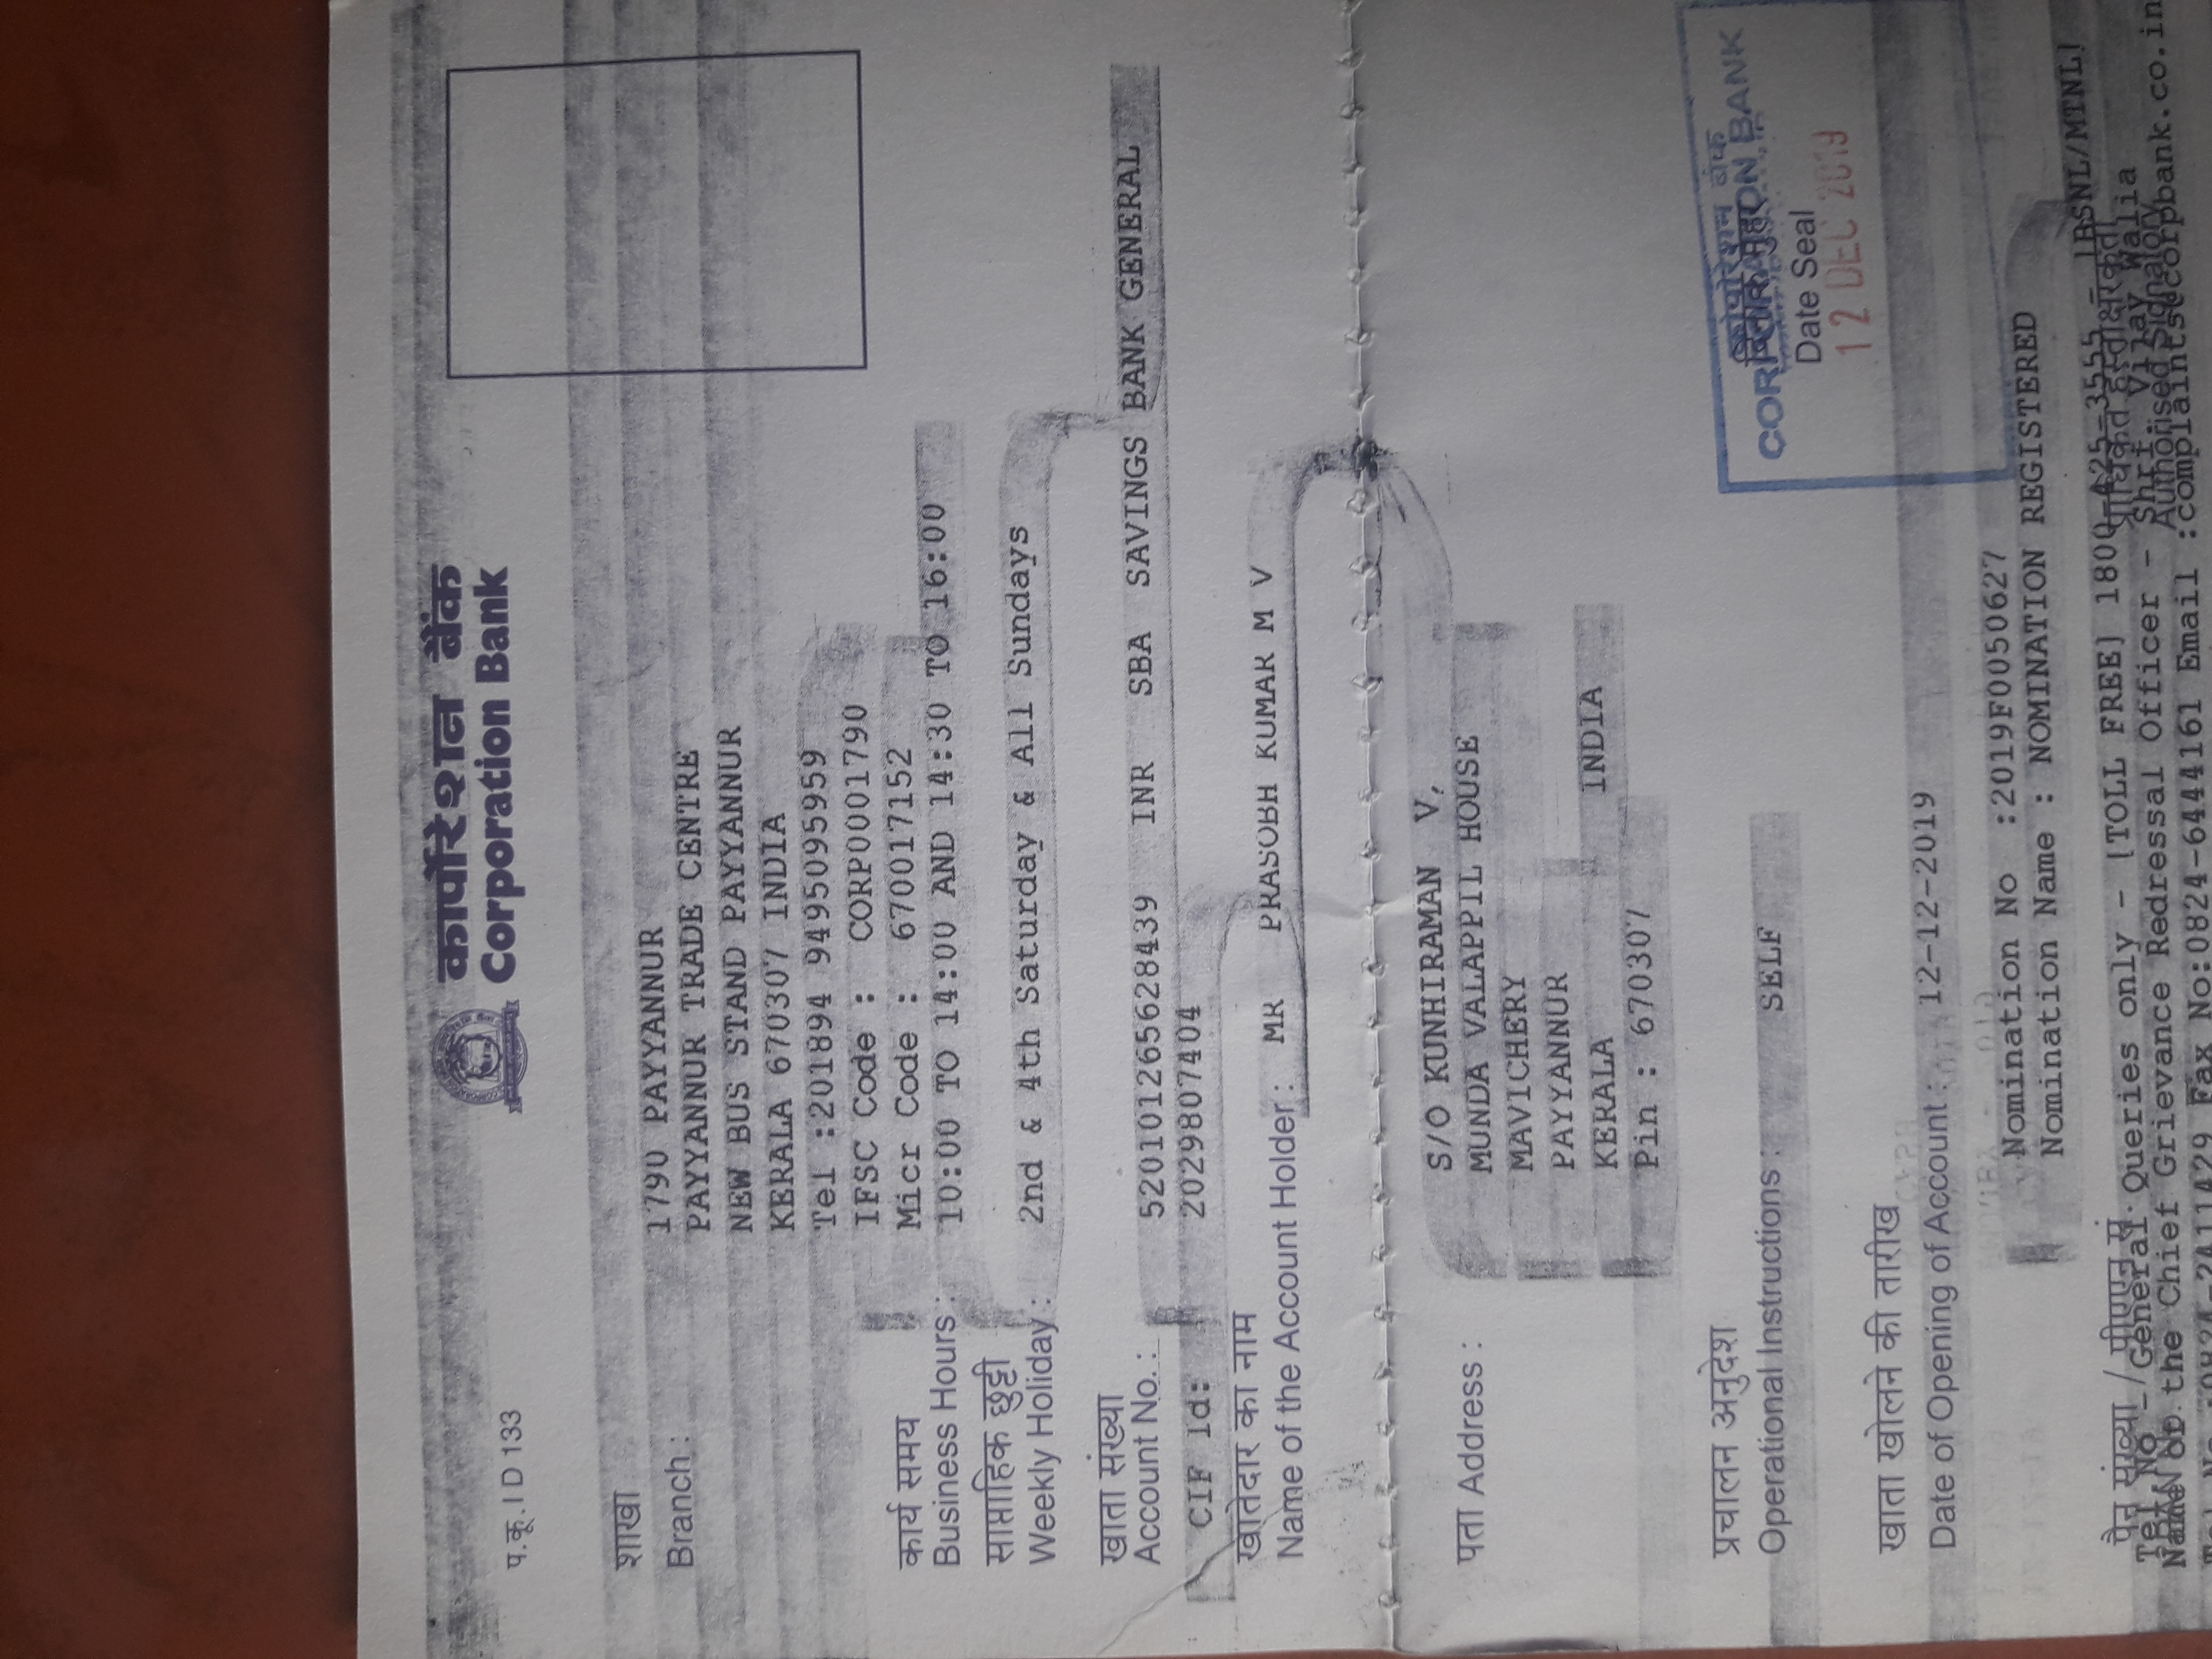 कार्पोरेशन बैंक
Corporation Bank
प.कू.I D 133
शाखा
Branch :
1790 PAYYANNUR
PAYYANNUR TRADE CENTRE
NEW BUS STAND PAYYANNUR
KERALA 670307 INDIA
Tel :201894 9495095959
IFSC Code : CORP0001790
Micr Code : 670017152
कार्य समय
Business Hours : 10:00 TO 14:00 AND 14:30 TO 16:00
साप्ताहिक छुट्टी
Weekly Holiday : 2nd & 4th Saturday & All Sundays
खाता संख्या
Account No. : 520101265628439 INR SBA SAVINGS BANK GENERAL
CIF Id: 2029807404
खातेदार का नाम
Name of the Account Holder : MR PRASOBH KUMAR M V
पता Address :
S/O KUNHIRAMAN V,
MUNDA VALAPPIL HOUSE
MAVICHERY
PAYYANNUR
KERALA INDIA
Pin : 670307
प्रचालन अनुदेश
Operational Instructions : SELF
कॉर्पोरेशन बैंक
CORPORATION BANK
दिनांक मुहर
Date Seal
12 DEC 2019
खाता खोलने की तारीख
Date of Opening of Account : 12-12-2019
Nomination No :2019F0050627
Nomination Name : NOMINATION REGISTERED
पैन संख्या / पीएएन सं.
Tel No - General Queries only - [TOLL FREE] 1800-425-3555 - [BSNL/MTNL]
प्राधिकृत हस्ताक्षरकर्ता
Name of the Chief Grievance Redressal Officer - Shri. Vijay Walia
Authorised Signatory
Tel No :0824-2411429 Fax No:0824-6444161 Email :complaints@corpbank.co.in